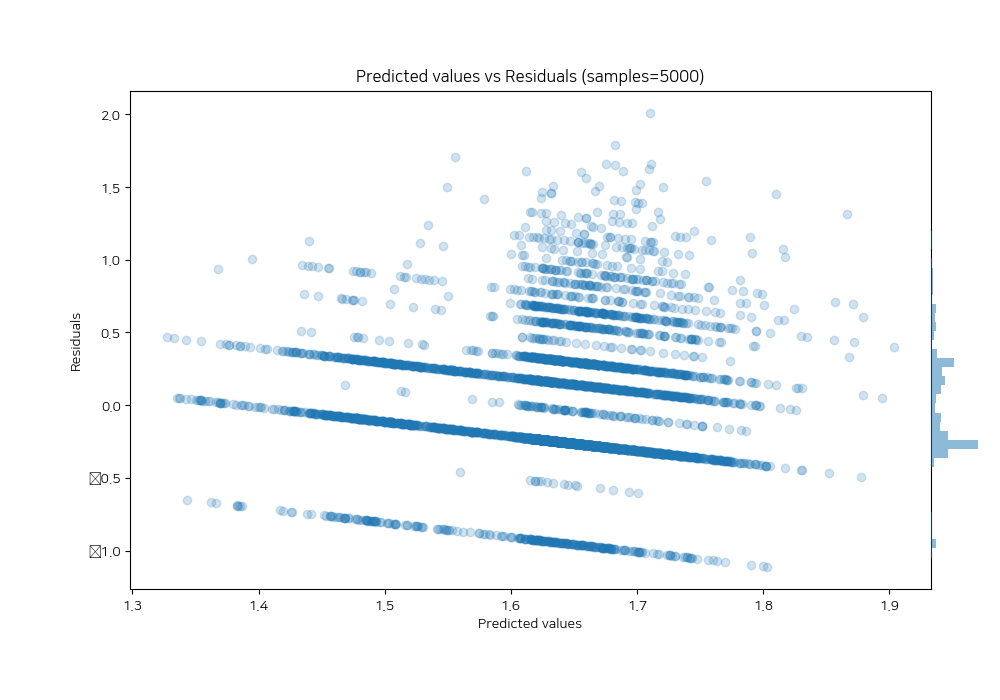 Predicted values vs Residuals (samples=5000)
2.0
1.5
1.0
0.5
0.0
☒0.5
☒1.0
Residuals
1.3 1.4 1.5 1.6 1.7 1.8 1.9
Predicted values